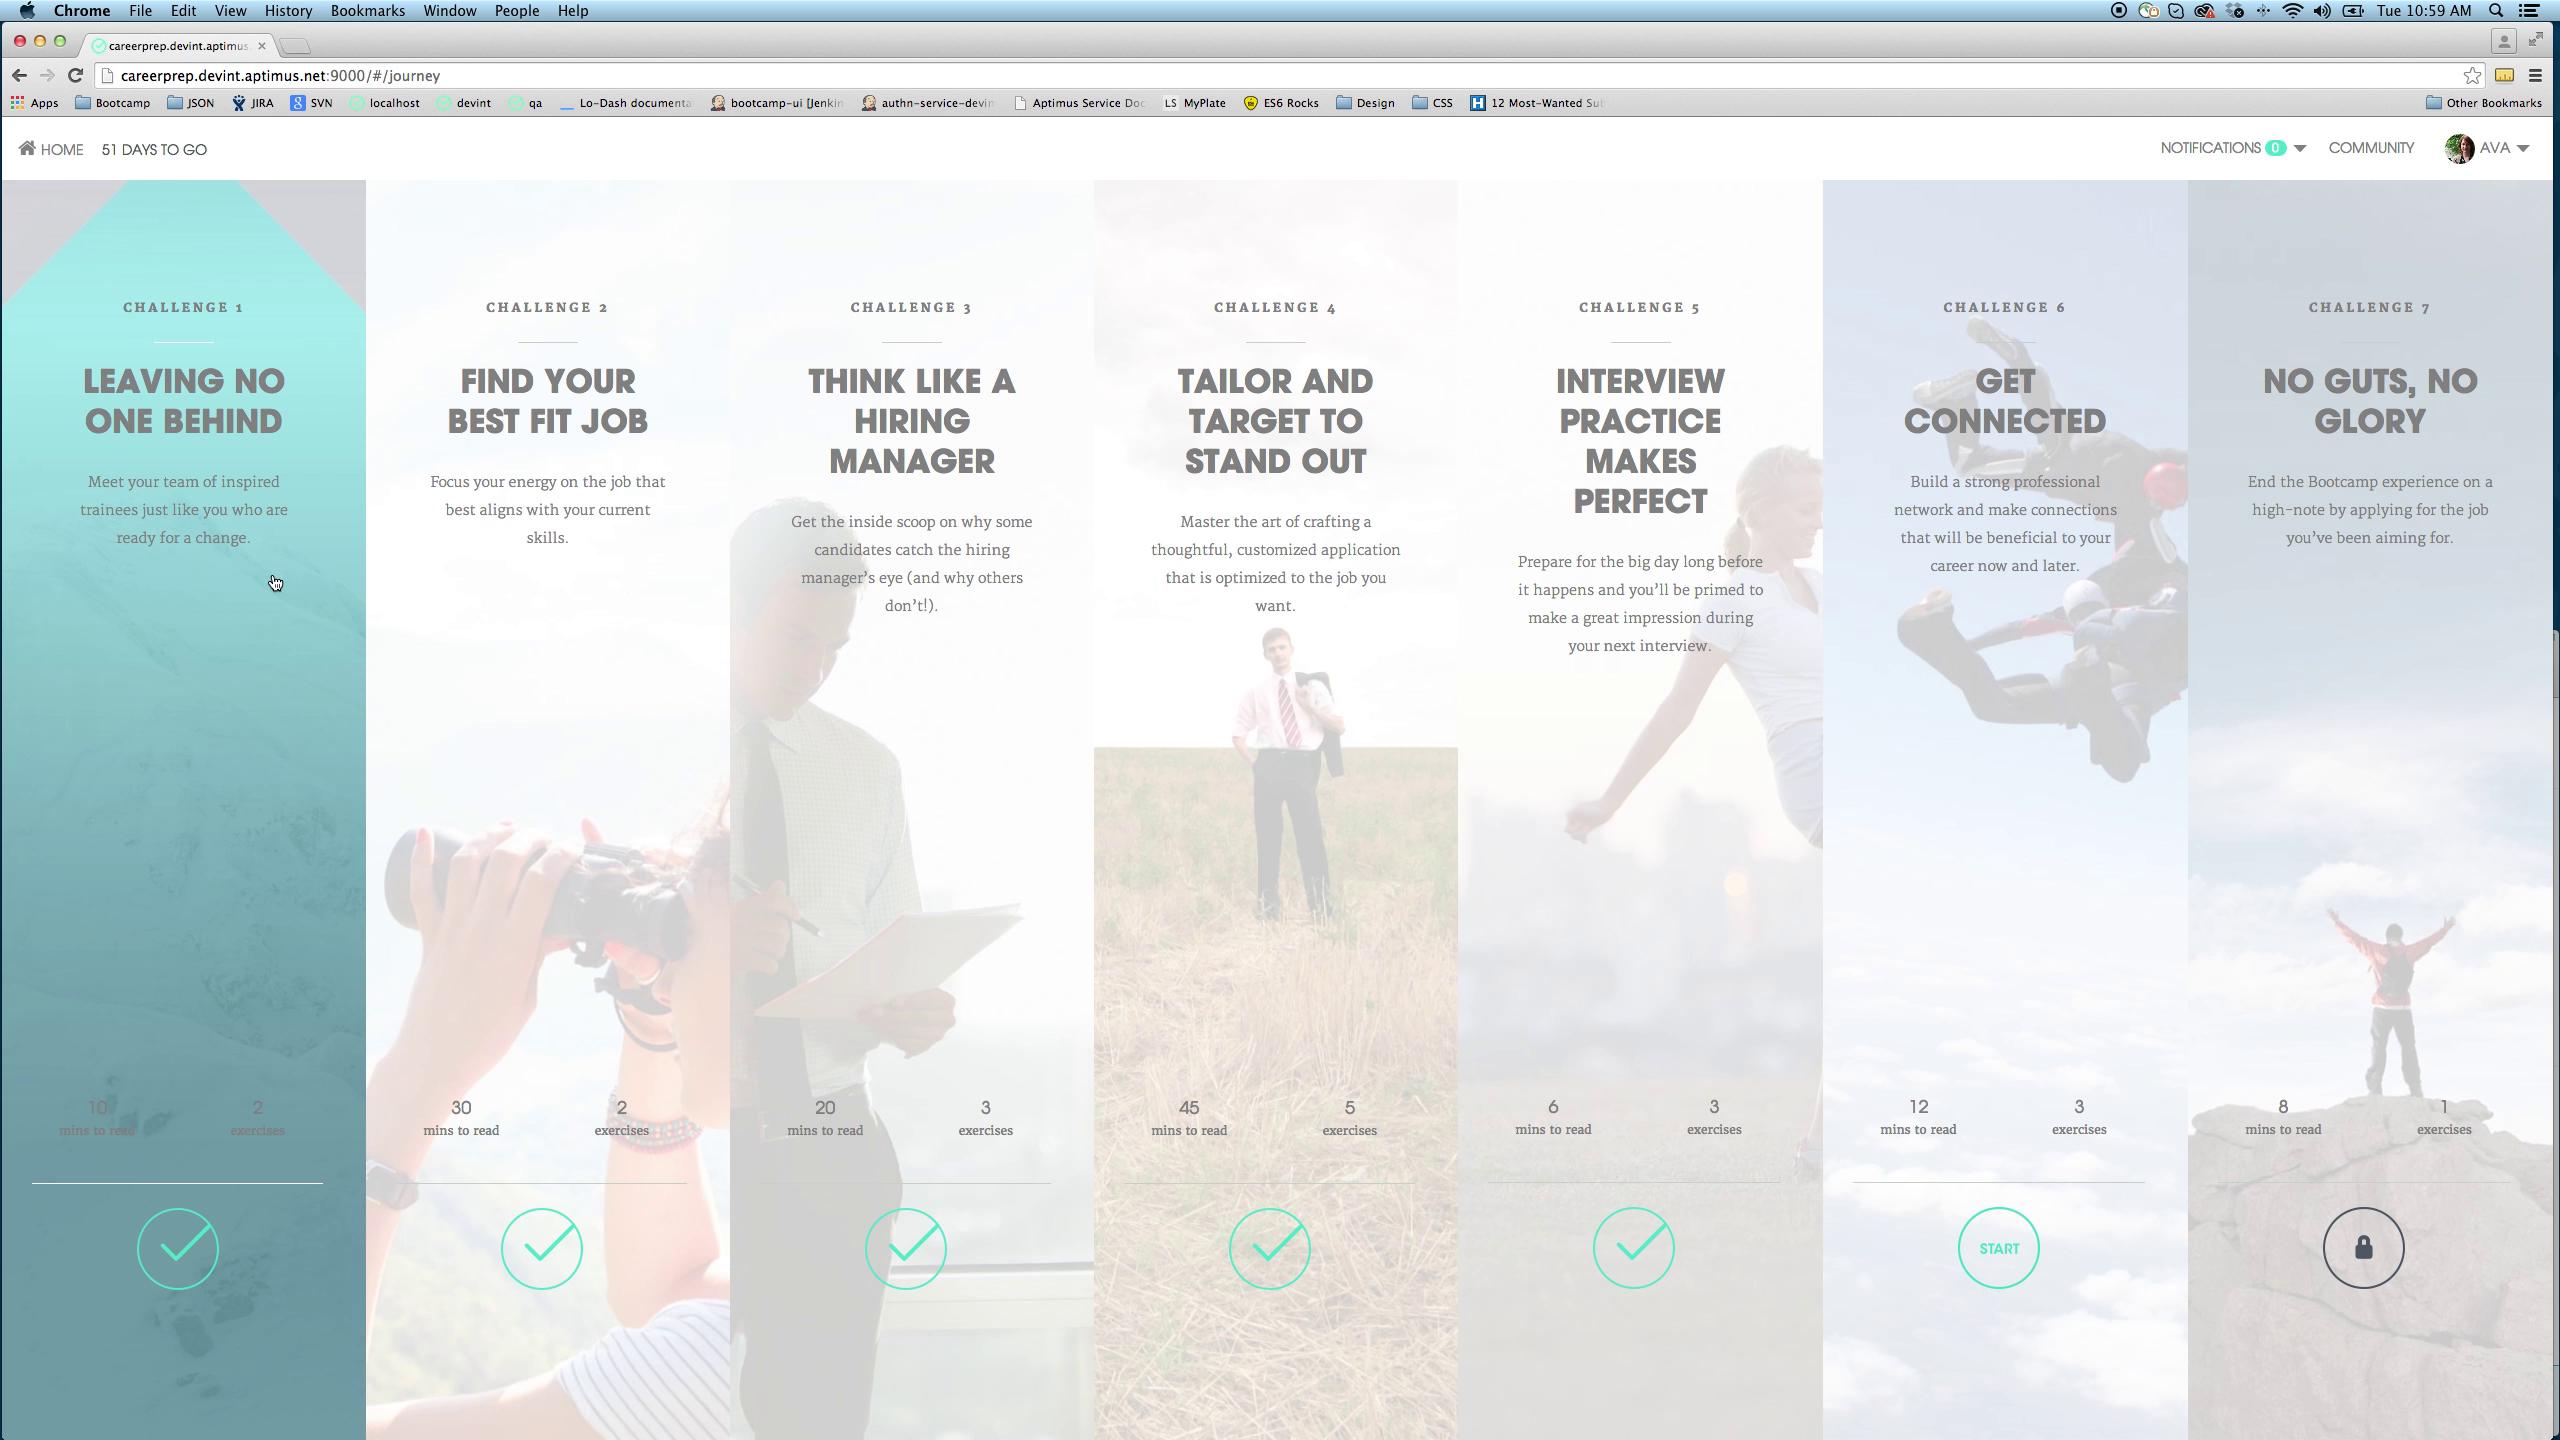 Chrome File Edit View History Bookmarks Window People Help Tue 10:59 AM
careerprep.devint.aptimus.
careerprep.devint.aptimus.net:9000/#/journey
Apps Bootcamp JSON JIRA SVN localhost devint qa Lo-Dash documenta bootcamp-ui [Jenkin authn-service-devin Aptimus Service Doc LS MyPlate ES6 Rocks Design CSS H 12 Most-Wanted Su Other Bookmarks
HOME 51 DAYS TO GO NOTIFICATIONS 0 COMMUNITY AVA
CHALLENGE 1
LEAVING NO
ONE BEHIND
Meet your team of inspired
trainees just like you who are
ready for a change.
10 2
mins to read exercises
CHALLENGE 2
FIND YOUR
BEST FIT JOB
Focus your energy on the job that
best aligns with your current
skills.
30 2
mins to read exercises
CHALLENGE 3
THINK LIKE A
HIRING
MANAGER
Get the inside scoop on why some
candidates catch the hiring
manager's eye (and why others
don't!).
20 3
mins to read exercises
CHALLENGE 4
TAILOR AND
TARGET TO
STAND OUT
Master the art of crafting a
thoughtful, customized application
that is optimized to the job you
want.
45 5
mins to read exercises
CHALLENGE 5
INTERVIEW
PRACTICE
MAKES
PERFECT
Prepare for the big day long before
it happens and you'll be primed to
make a great impression during
your next interview.
6 3
mins to read exercises
CHALLENGE 6
GET
CONNECTED
Build a strong professional
network and make connections
that will be beneficial to your
career now and later.
12 3
mins to read exercises
START
CHALLENGE 7
NO GUTS, NO
GLORY
End the Bootcamp experience on a
high-note by applying for the job
you've been aiming for.
8 1
mins to read exercises